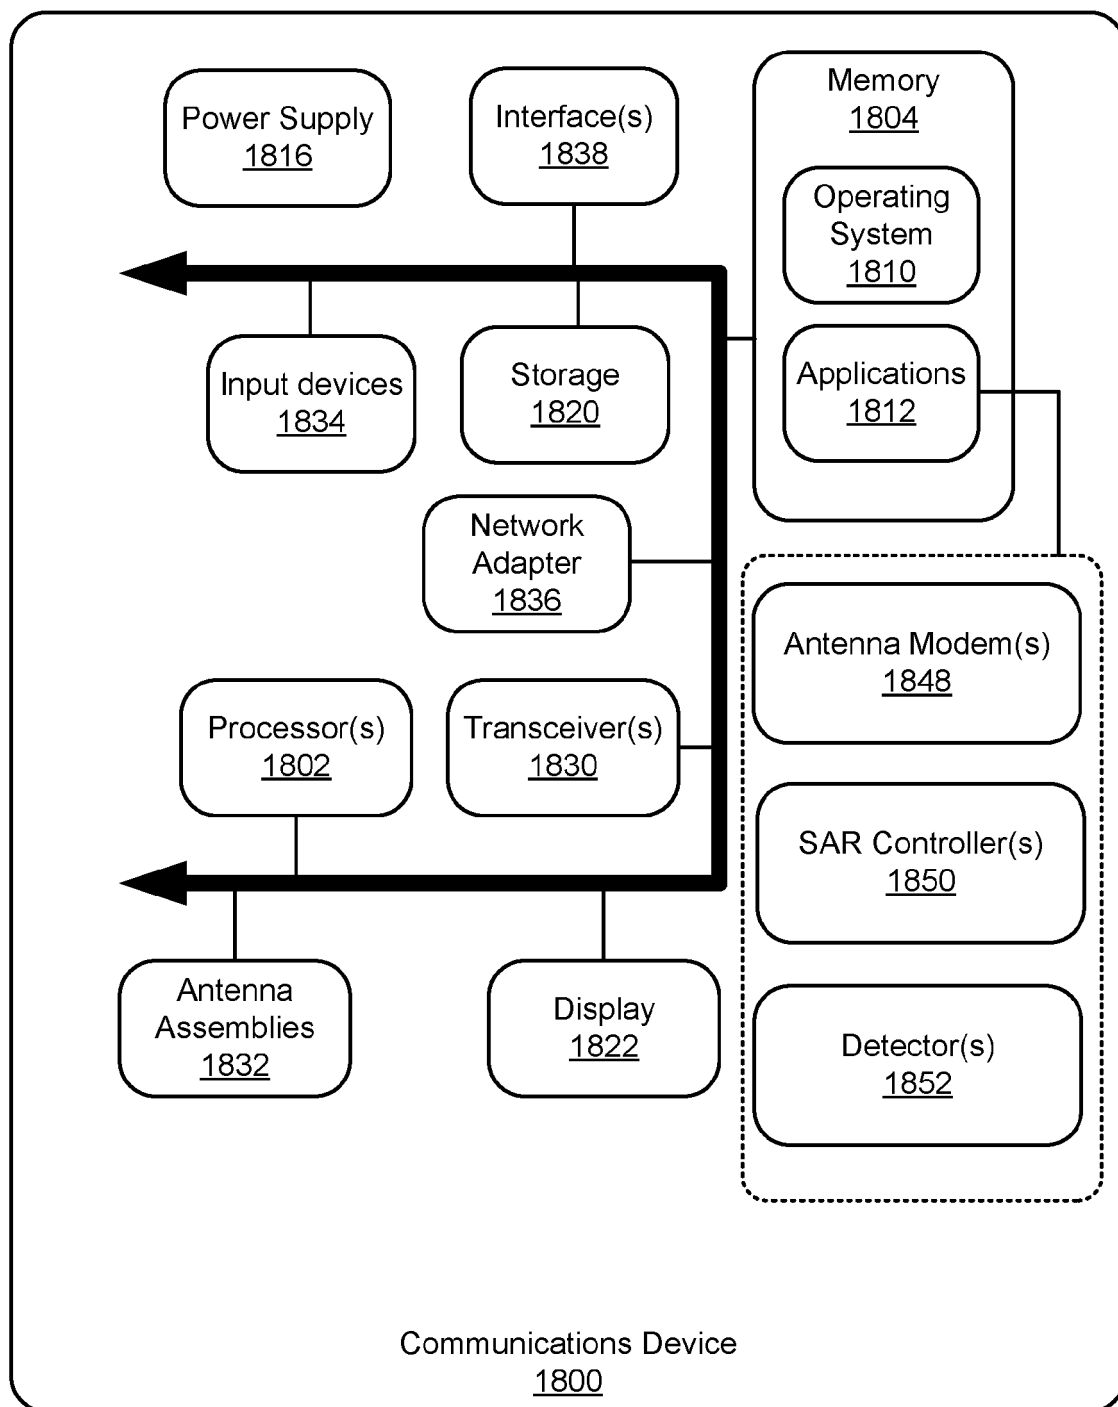 Power Supply
1816
Interface(s)
1838
Memory
1804
Operating
System
1810
Applications
1812
Input devices
1834
Storage
1820
Network
Adapter
1836
Processor(s)
1802
Transceiver(s)
1830
Antenna Modem(s)
1848
SAR Controller(s)
1850
Detector(s)
1852
Antenna
Assemblies
1832
Display
1822
Communications Device
1800